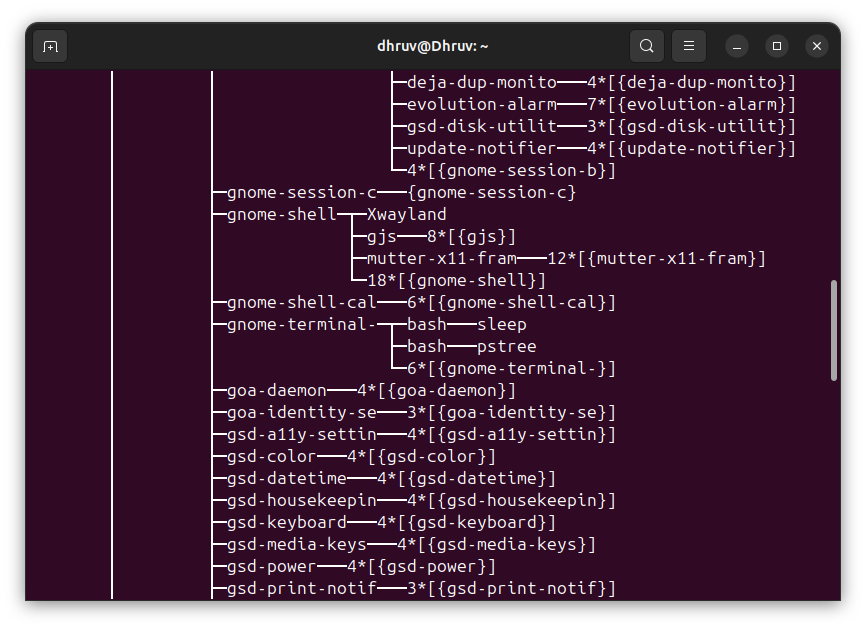 dhruv@Dhruv: ~
├─deja-dup-monito───4*[{deja-dup-monito}]
├─evolution-alarm───7*[{evolution-alarm}]
├─gsd-disk-utilit───3*[{gsd-disk-utilit}]
├─update-notifier───4*[{update-notifier}]
└─4*[{gnome-session-b}]
├─gnome-session-c───{gnome-session-c}
├─gnome-shell─┬─Xwayland
├─gjs───8*[{gjs}]
├─mutter-x11-fram───12*[{mutter-x11-fram}]
└─18*[{gnome-shell}]
├─gnome-shell-cal───6*[{gnome-shell-cal}]
├─gnome-terminal-─┬─bash───sleep
├─bash───pstree
└─6*[{gnome-terminal-}]
├─goa-daemon───4*[{goa-daemon}]
├─goa-identity-se───3*[{goa-identity-se}]
├─gsd-a11y-settin───4*[{gsd-a11y-settin}]
├─gsd-color───4*[{gsd-color}]
├─gsd-datetime───4*[{gsd-datetime}]
├─gsd-housekeepin───4*[{gsd-housekeepin}]
├─gsd-keyboard───4*[{gsd-keyboard}]
├─gsd-media-keys───4*[{gsd-media-keys}]
├─gsd-power───4*[{gsd-power}]
├─gsd-print-notif───3*[{gsd-print-notif}]